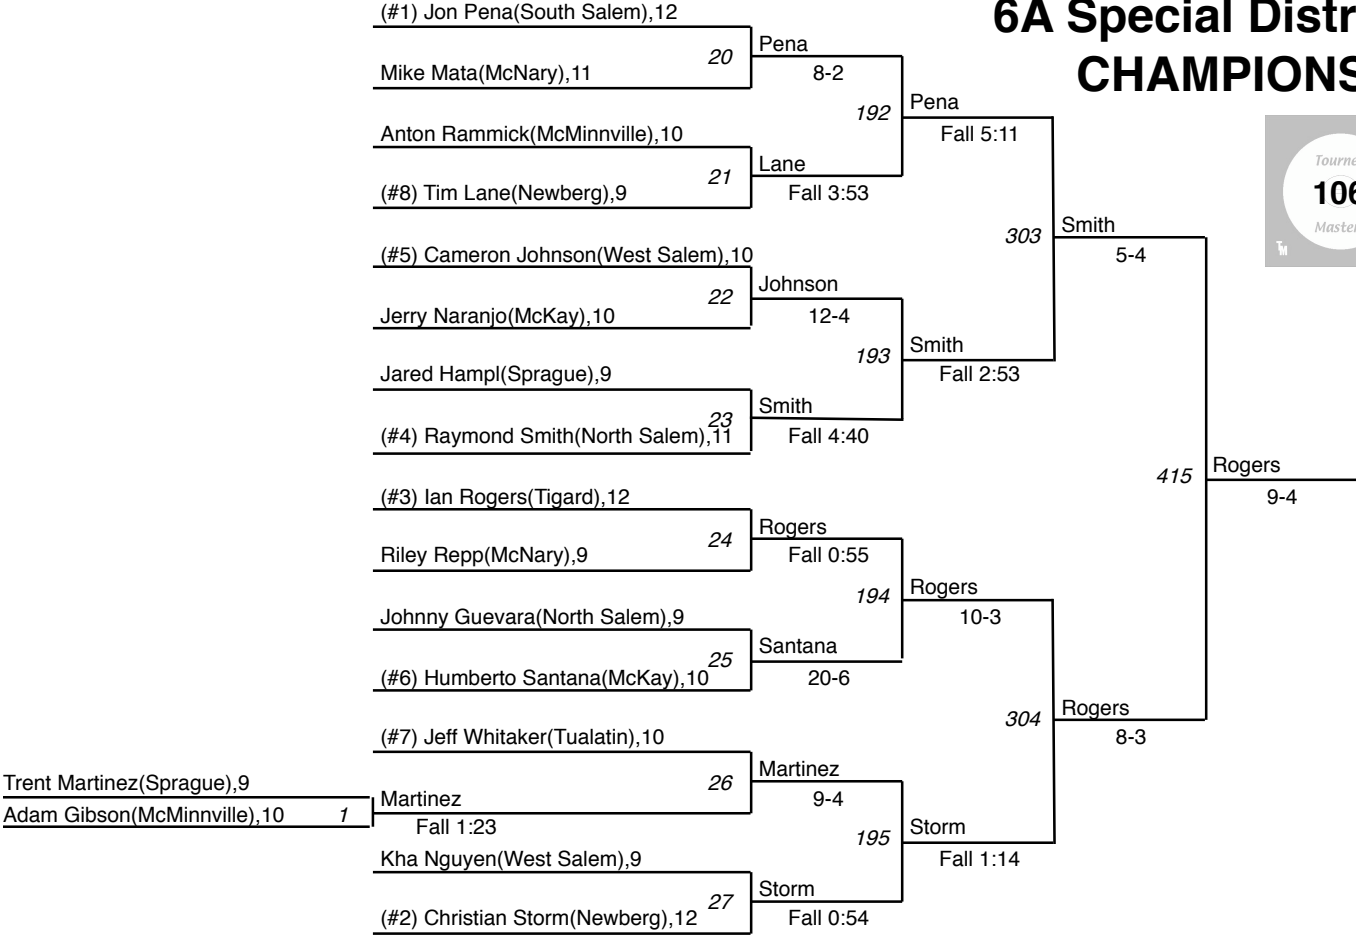 (#1) Jon Pena(South Salem),12
6A Special Distr
20
Pena
Mike Mata(McNary),11
8-2
CHAMPIONS
192
Pena
Anton Rammick(McMinnville),10
Fall 5:11
21
Lane
(#8) Tim Lane(Newberg),9
Fall 3:53
Tourne
106
Master
TM
303
Smith
5-4
(#5) Cameron Johnson(West Salem),10
22
Johnson
Jerry Naranjo(McKay),10
12-4
193
Smith
Fall 2:53
Jared Hampl(Sprague),9
23
Smith
(#4) Raymond Smith(North Salem),11
Fall 4:40
415
Rogers
9-4
(#3) Ian Rogers(Tigard),12
24
Rogers
Riley Repp(McNary),9
Fall 0:55
194
Rogers
10-3
Johnny Guevara(North Salem),9
25
Santana
(#6) Humberto Santana(McKay),10
20-6
304
Rogers
8-3
(#7) Jeff Whitaker(Tualatin),10
26
Martinez
9-4
Trent Martinez(Sprague),9
Adam Gibson(McMinnville),10
1
Martinez
Fall 1:23
195
Storm
Fall 1:14
Kha Nguyen(West Salem),9
27
Storm
(#2) Christian Storm(Newberg),12
Fall 0:54